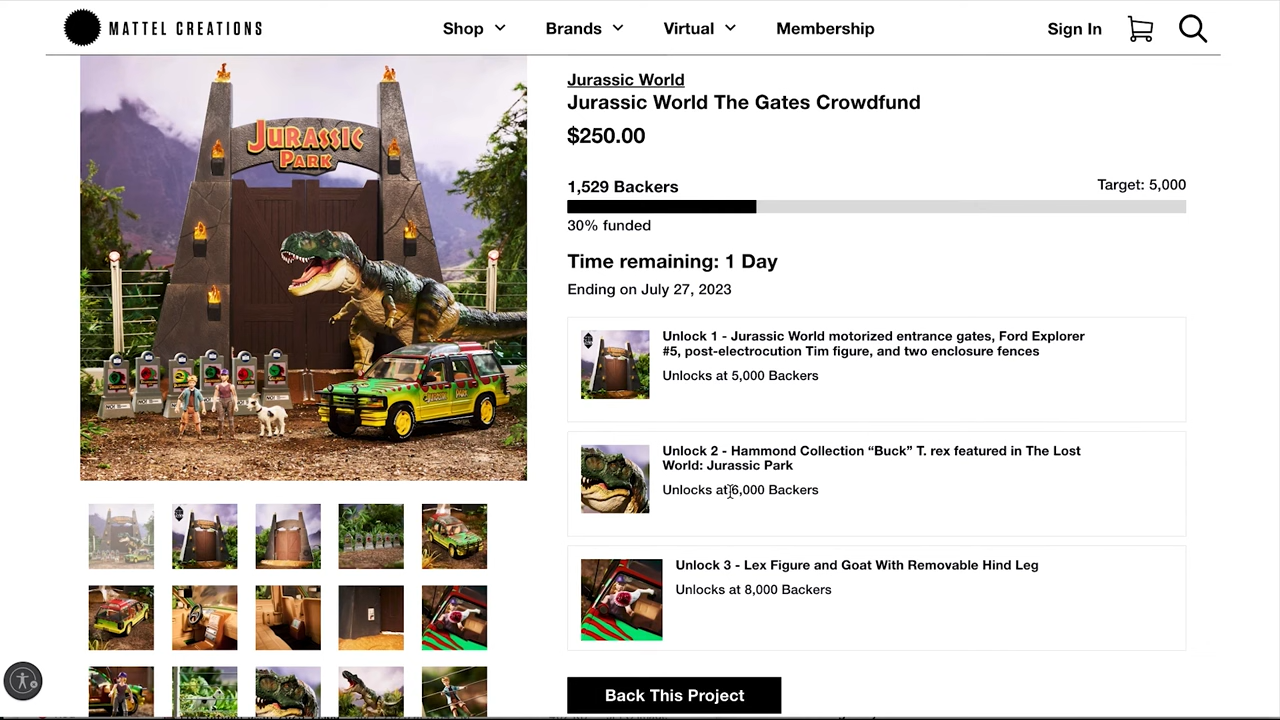 MATTEL CREATIONS
Shop
Brands
Virtual
Membership
Sign In
JURASSIC
PARK
Jurassic World
Jurassic World The Gates Crowdfund
$250.00
1,529 Backers
Target: 5,000
30% funded
Time remaining: 1 Day
Ending on July 27, 2023
Unlock 1 - Jurassic World motorized entrance gates, Ford Explorer
#5, post-electrocution Tim figure, and two enclosure fences
Unlocks at 5,000 Backers
Unlock 2 - Hammond Collection “Buck” T. rex featured in The Lost
World: Jurassic Park
Unlocks at 6,000 Backers
Unlock 3 - Lex Figure and Goat With Removable Hind Leg
Unlocks at 8,000 Backers
Back This Project